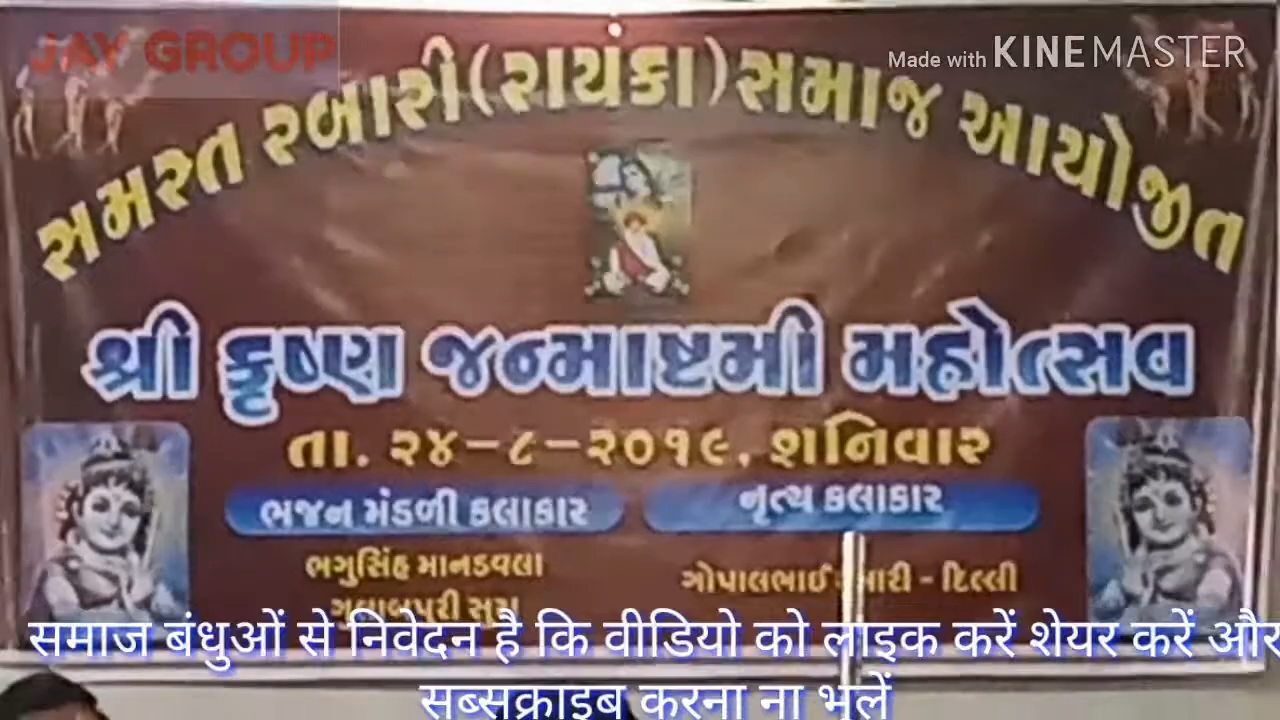 JAY GROUP
Made with KINEMASTER
સમસ્ત રબારી (રાયકા) સમાજ આયોજીત
શ્રી કૃષ્ણ જન્માષ્ટમી મહોત્સવ
તા. ૨૪-૮-૨૦૧૯, શનિવાર
ભજન મંડળી કલાકાર
નૃત્ય કલાકાર
ભગુસિંહ માનડવલા
ગોપાલભાઈ - દિલ્લી
समाज बंधुओं से निवेदन है कि वीडियो को लाइक करें शेयर करें और
सब्सक्राइब करना ना भूलें